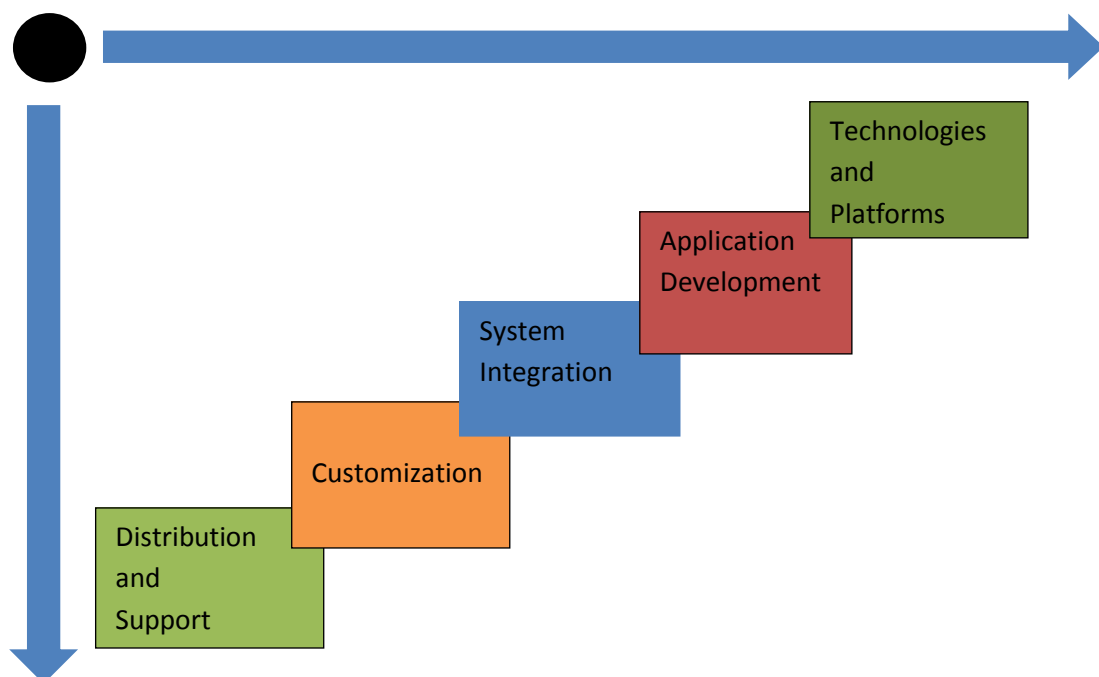 Technologies
and
Platforms
Application
Development
System
Integration
Customization
Distribution
and
Support